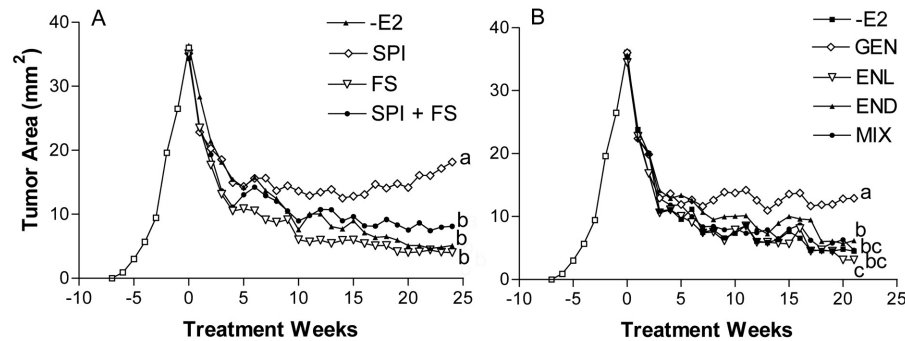 A
-E2
SPI
FS
SPI + FS
Tumor Area (mm²)
40
30
20
10
0
-10 -5 0 5 10 15 20 25
Treatment Weeks
a
b
b
b
B
-E2
GEN
ENL
END
MIX
40
30
20
10
0
-10 -5 0 5 10 15 20 25
Treatment Weeks
a
b
bc
bc
c